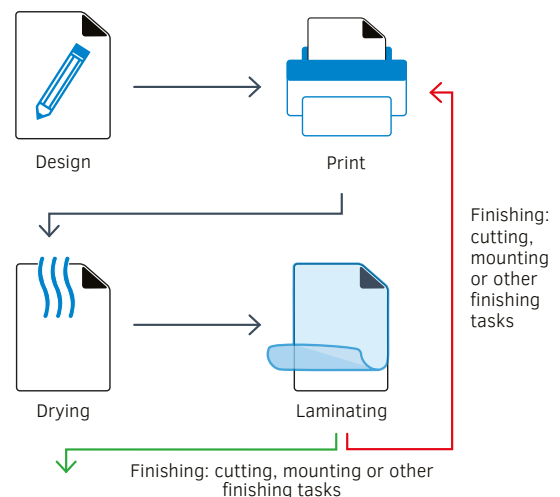 Design
Print
Finishing:
cutting,
mounting
or other
finishing
tasks
Drying
Laminating
Finishing: cutting, mounting or other
finishing tasks